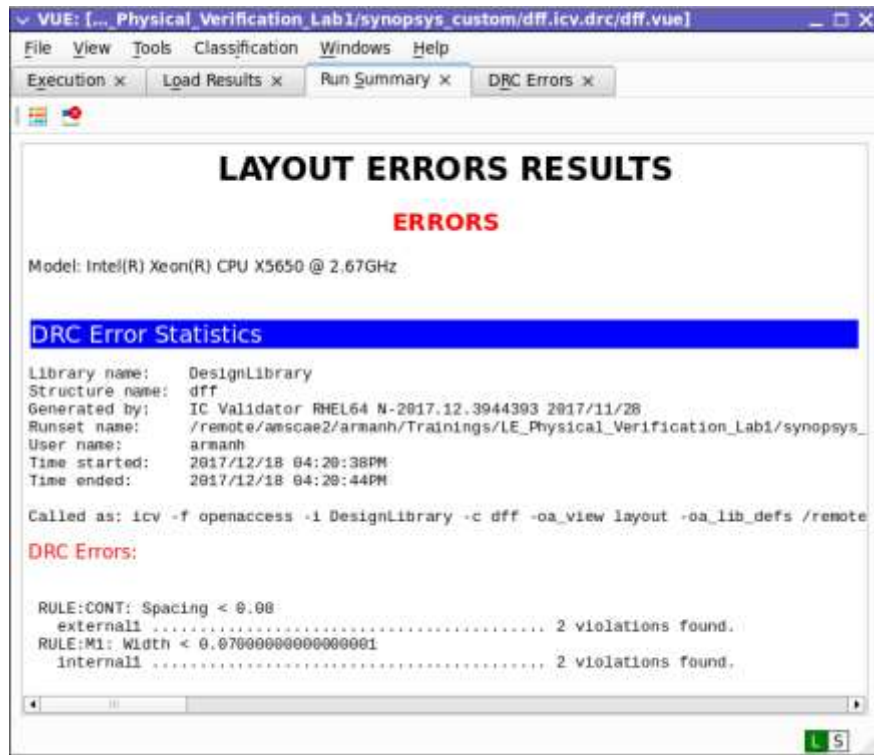 VUE: [..._Physical_Verification_Lab1/synopsys_custom/dff.icv.drc/dff.vue]
File View Tools Classification Windows Help
Execution × Load Results × Run Summary × DRC Errors ×
LAYOUT ERRORS RESULTS
ERRORS
Model: Intel(R) Xeon(R) CPU X5650 @ 2.67GHz
DRC Error Statistics
Library name: DesignLibrary
Structure name: dff
Generated by: IC Validator RHEL64 N-2017.12.3944393 2017/11/28
Runset name: /remote/amscae2/armanh/Trainings/LE_Physical_Verification_Lab1/synopsys_
User name: armanh
Time started: 2017/12/18 04:20:38PM
Time ended: 2017/12/18 04:20:44PM
Called as: icv -f openaccess -i DesignLibrary -c dff -oa_view layout -oa_lib_defs /remote
DRC Errors:
RULE:CONT: Spacing < 0.08
external1 ......................................... 2 violations found.
RULE:M1: Width < 0.07000000000000001
internal1 ......................................... 2 violations found.
L S